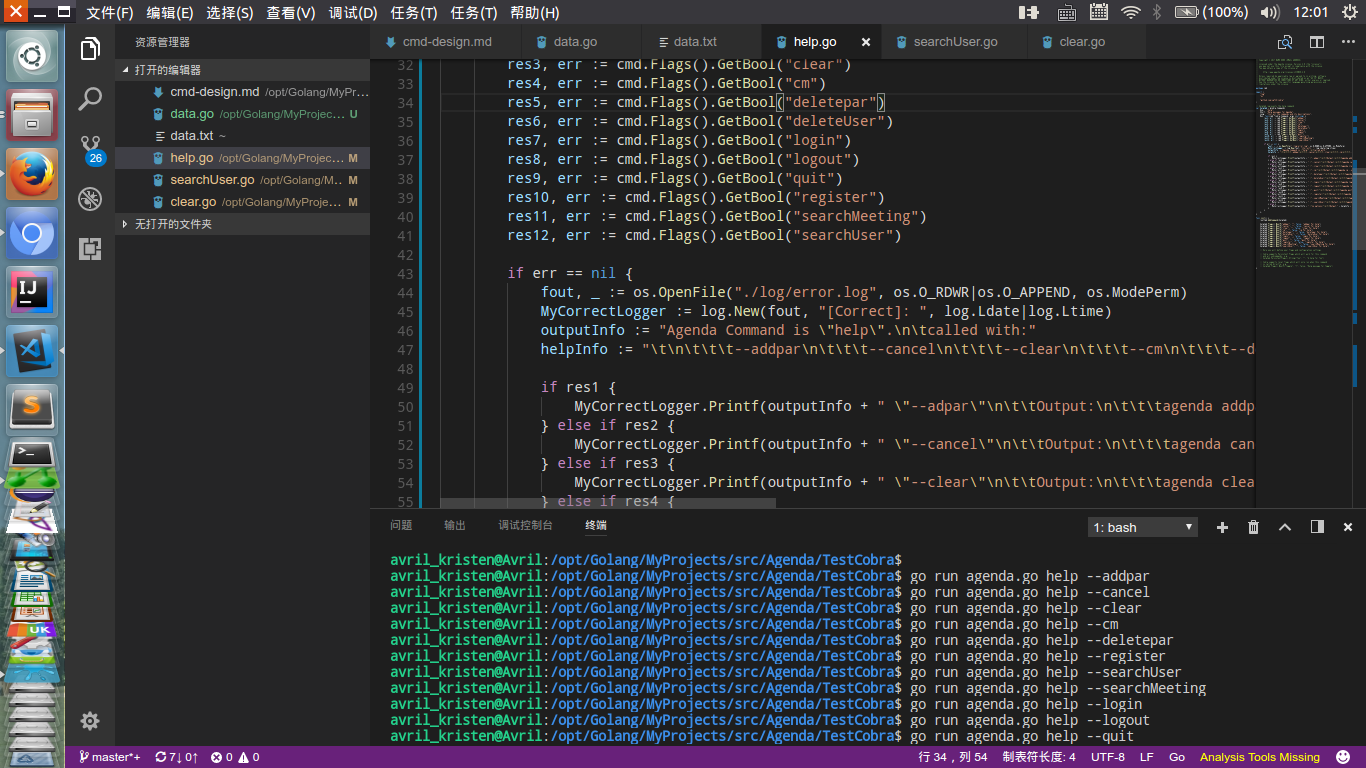 文件(F) 编辑(E) 选择(S) 查看(V) 调试(D) 任务(T) 任务(T) 帮助(H)
(100%) 12:01
资源管理器
打开的编辑器
cmd-design.md /opt/Golang/MyPr...
data.go /opt/Golang/MyProjec... U
data.txt ~
help.go /opt/Golang/MyProjec... M
searchUser.go /opt/Golang/M... M
clear.go /opt/Golang/MyProje... M
无打开的文件夹
26
cmd-design.md data.go data.txt help.go searchUser.go clear.go
32 res3, err := cmd.Flags().GetBool("clear")
33 res4, err := cmd.Flags().GetBool("cm")
34 res5, err := cmd.Flags().GetBool("deletepar")
35 res6, err := cmd.Flags().GetBool("deleteUser")
36 res7, err := cmd.Flags().GetBool("login")
37 res8, err := cmd.Flags().GetBool("logout")
38 res9, err := cmd.Flags().GetBool("quit")
39 res10, err := cmd.Flags().GetBool("register")
40 res11, err := cmd.Flags().GetBool("searchMeeting")
41 res12, err := cmd.Flags().GetBool("searchUser")
42
43 if err == nil {
44 fout, _ := os.OpenFile("./log/error.log", os.O_RDWR|os.O_APPEND, os.ModePerm)
45 MyCorrectLogger := log.New(fout, "[Correct]: ", log.Ldate|log.Ltime)
46 outputInfo := "Agenda Command is \"help\".\n\tcalled with:"
47 helpInfo := "\t\n\t\t\t--addpar\n\t\t\t--cancel\n\t\t\t--clear\n\t\t\t--cm\n\t\t\t--d
48
49 if res1 {
50 MyCorrectLogger.Printf(outputInfo + " \"--adpar\"\n\t\tOutput:\n\t\t\tagenda addp
51 } else if res2 {
52 MyCorrectLogger.Printf(outputInfo + " \"--cancel\"\n\t\tOutput:\n\t\t\tagenda can
53 } else if res3 {
54 MyCorrectLogger.Printf(outputInfo + " \"--clear\"\n\t\tOutput:\n\t\t\tagenda clea
55 } else if res4 {
问题 输出 调试控制台 终端 1: bash
avril_kristen@Avril:/opt/Golang/MyProjects/src/Agenda/TestCobra$
avril_kristen@Avril:/opt/Golang/MyProjects/src/Agenda/TestCobra$ go run agenda.go help --addpar
avril_kristen@Avril:/opt/Golang/MyProjects/src/Agenda/TestCobra$ go run agenda.go help --cancel
avril_kristen@Avril:/opt/Golang/MyProjects/src/Agenda/TestCobra$ go run agenda.go help --clear
avril_kristen@Avril:/opt/Golang/MyProjects/src/Agenda/TestCobra$ go run agenda.go help --cm
avril_kristen@Avril:/opt/Golang/MyProjects/src/Agenda/TestCobra$ go run agenda.go help --deletepar
avril_kristen@Avril:/opt/Golang/MyProjects/src/Agenda/TestCobra$ go run agenda.go help --register
avril_kristen@Avril:/opt/Golang/MyProjects/src/Agenda/TestCobra$ go run agenda.go help --searchUser
avril_kristen@Avril:/opt/Golang/MyProjects/src/Agenda/TestCobra$ go run agenda.go help --searchMeeting
avril_kristen@Avril:/opt/Golang/MyProjects/src/Agenda/TestCobra$ go run agenda.go help --login
avril_kristen@Avril:/opt/Golang/MyProjects/src/Agenda/TestCobra$ go run agenda.go help --logout
avril_kristen@Avril:/opt/Golang/MyProjects/src/Agenda/TestCobra$ go run agenda.go help --quit
master*+ 7↓ 0↑ 0 0 行 34，列 54 制表符长度: 4 UTF-8 LF Go Analysis Tools Missing